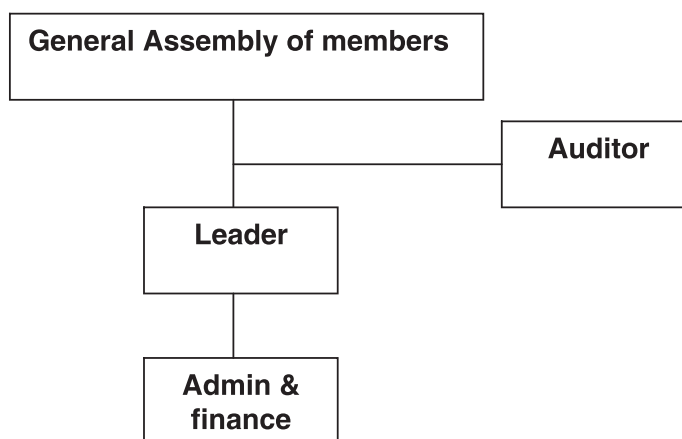 General Assembly of members
Auditor
Leader
Admin &
finance